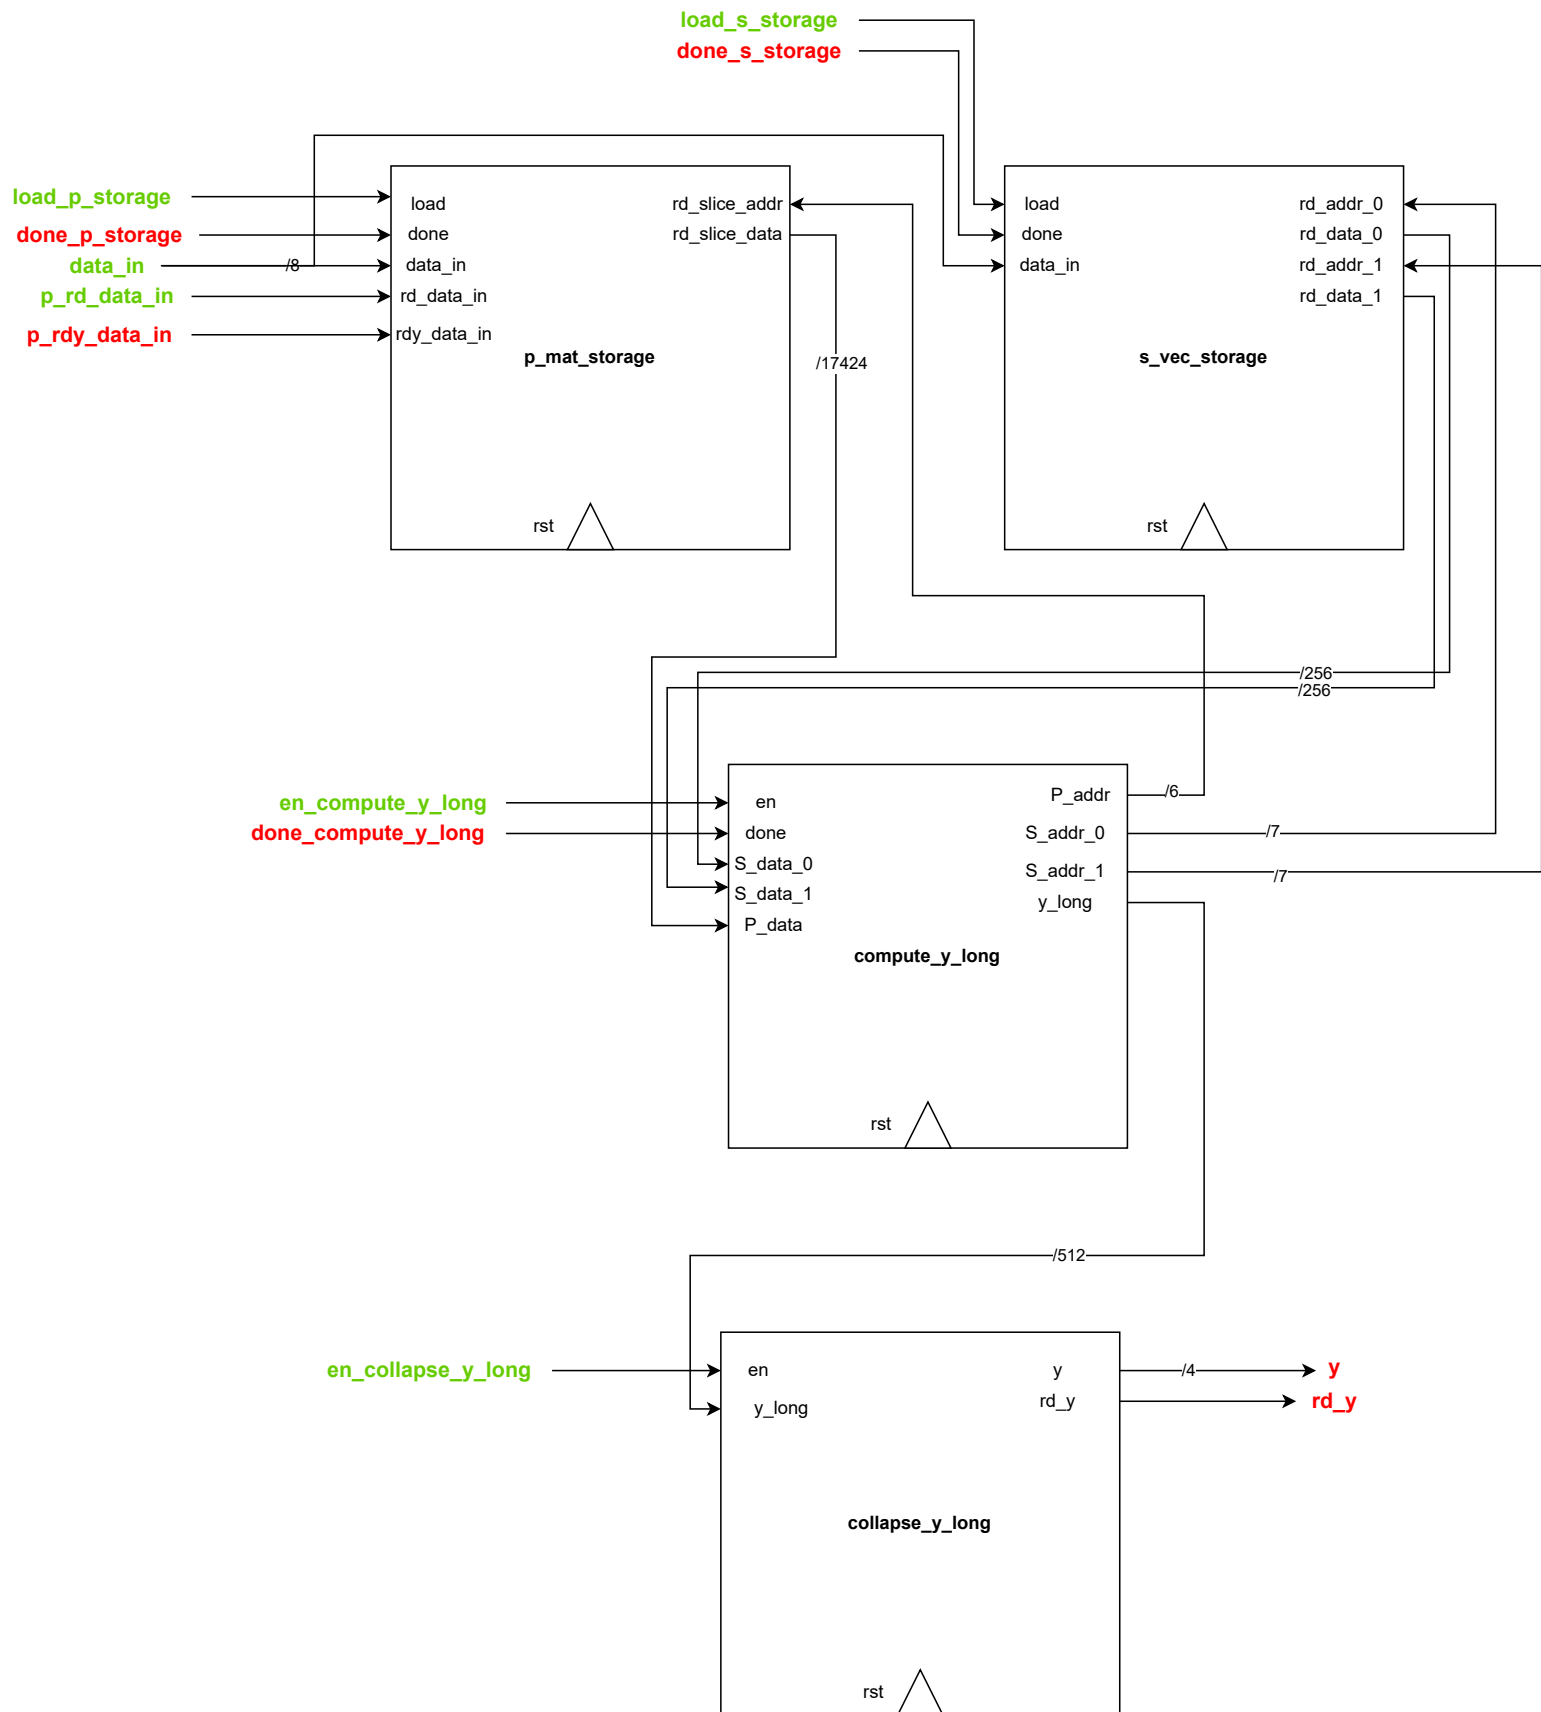 load_s_storage
done_s_storage
load_p_storage
done_p_storage
data_in
p_rd_data_in
p_rdy_data_in
/8
load
done
data_in
rd_data_in
rdy_data_in
rd_slice_addr
rd_slice_data
p_mat_storage
rst
/17424
load
done
data_in
rd_addr_0
rd_data_0
rd_addr_1
rd_data_1
s_vec_storage
rst
/256
/256
en_compute_y_long
done_compute_y_long
en
done
S_data_0
S_data_1
P_data
P_addr
S_addr_0
S_addr_1
y_long
compute_y_long
rst
/6
/7
/7
/512
en_collapse_y_long
en
y_long
y
rd_y
collapse_y_long
rst
/4
y
rd_y